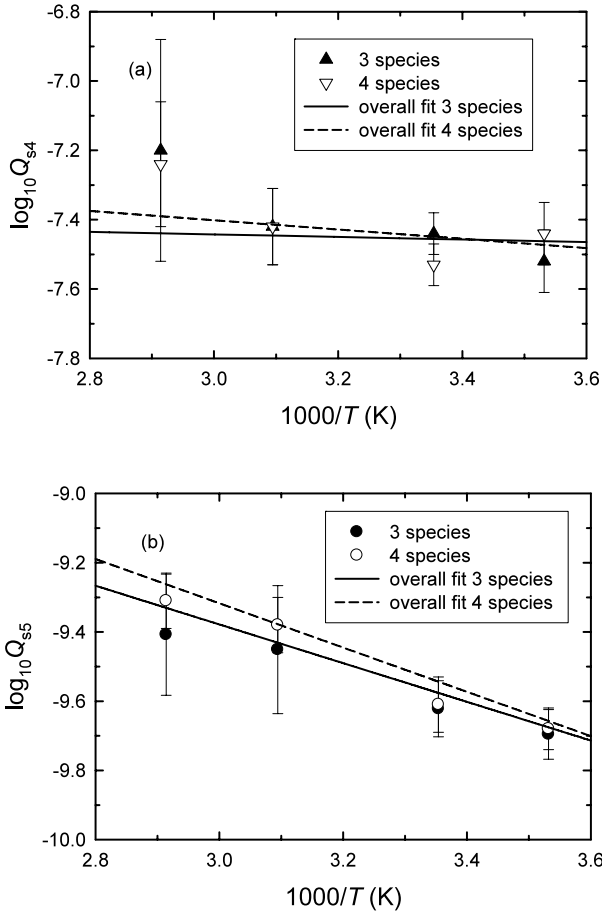 -6.8
-7.0
-7.2
-7.4
-7.6
-7.8
log10Qs4
(a)
3 species
4 species
overall fit 3 species
overall fit 4 species
2.8 3.0 3.2 3.4 3.6
1000/T (K)
-9.0
-9.2
-9.4
-9.6
-9.8
-10.0
log10Qs5
(b)
3 species
4 species
overall fit 3 species
overall fit 4 species
2.8 3.0 3.2 3.4 3.6
1000/T (K)